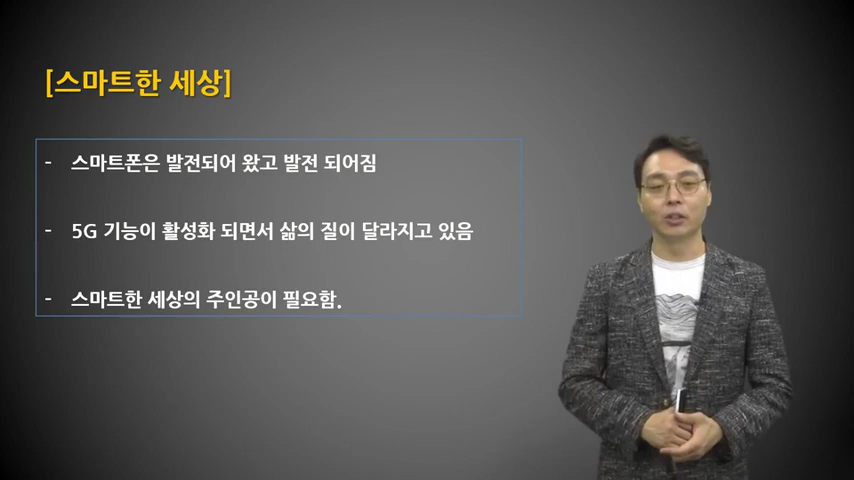 [스마트한 세상]
- 스마트폰은 발전되어 왔고 발전 되어짐
- 5G 기능이 활성화 되면서 삶의 질이 달라지고 있음
- 스마트한 세상의 주인공이 필요함.